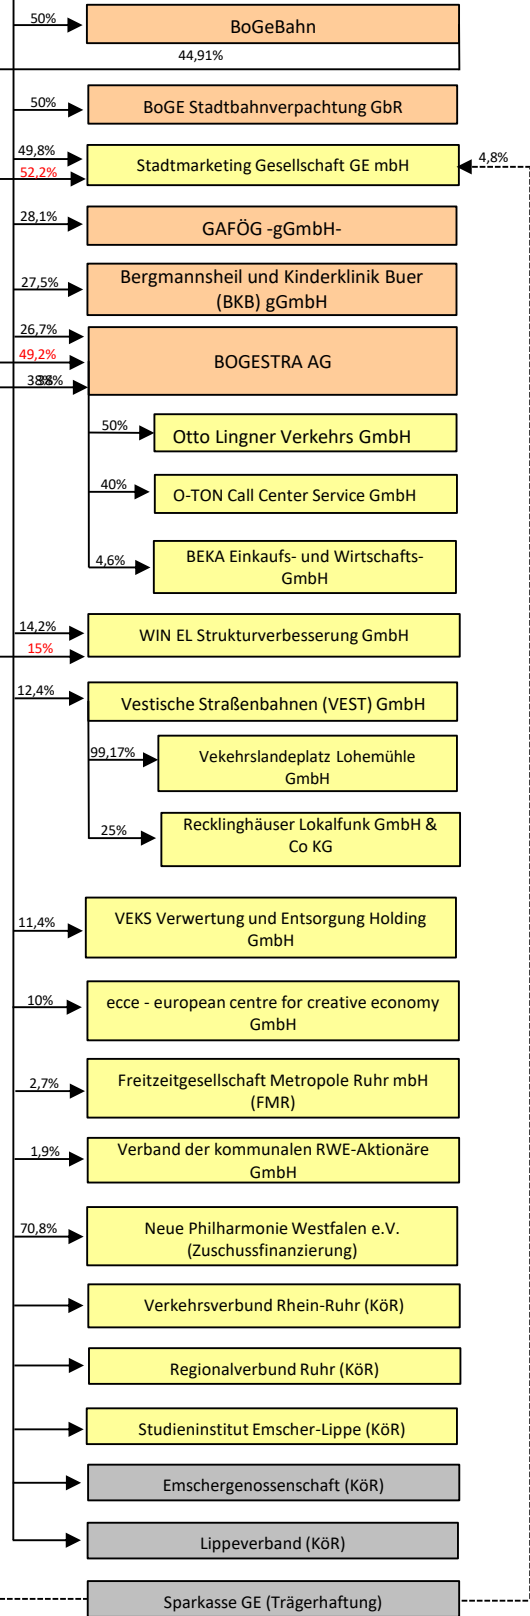 50%
BoGeBahn
44,91%
50%
BoGE Stadtbahnverpachtung GbR
49,8%
52,2%
Stadtmarketing Gesellschaft GE mbH
4,8%
28,1%
GAFÖG -gGmbH-
27,5%
Bergmannsheil und Kinderklinik Buer
(BKB) gGmbH
26,7%
49,2%
BOGESTRA AG
50%
Otto Lingner Verkehrs GmbH
40%
O-TON Call Center Service GmbH
4,6%
BEKA Einkaufs- und Wirtschafts-
GmbH
14,2%
15%
WIN EL Strukturverbesserung GmbH
12,4%
Vestische Straßenbahnen (VEST) GmbH
99,17%
Vekehrslandeplatz Lohemühle
GmbH
25%
Recklinghäuser Lokalfunk GmbH &
Co KG
11,4%
VEKS Verwertung und Entsorgung Holding
GmbH
10%
ecce - european centre for creative economy
GmbH
2,7%
Freitzeitgesellschaft Metropole Ruhr mbH
(FMR)
1,9%
Verband der kommunalen RWE-Aktionäre
GmbH
70,8%
Neue Philharmonie Westfalen e.V.
(Zuschussfinanzierung)
Verkehrsverbund Rhein-Ruhr (KöR)
Regionalverbund Ruhr (KöR)
Studieninstitut Emscher-Lippe (KöR)
Emschergenossenschaft (KöR)
Lippeverband (KöR)
Sparkasse GE (Trägerhaftung)